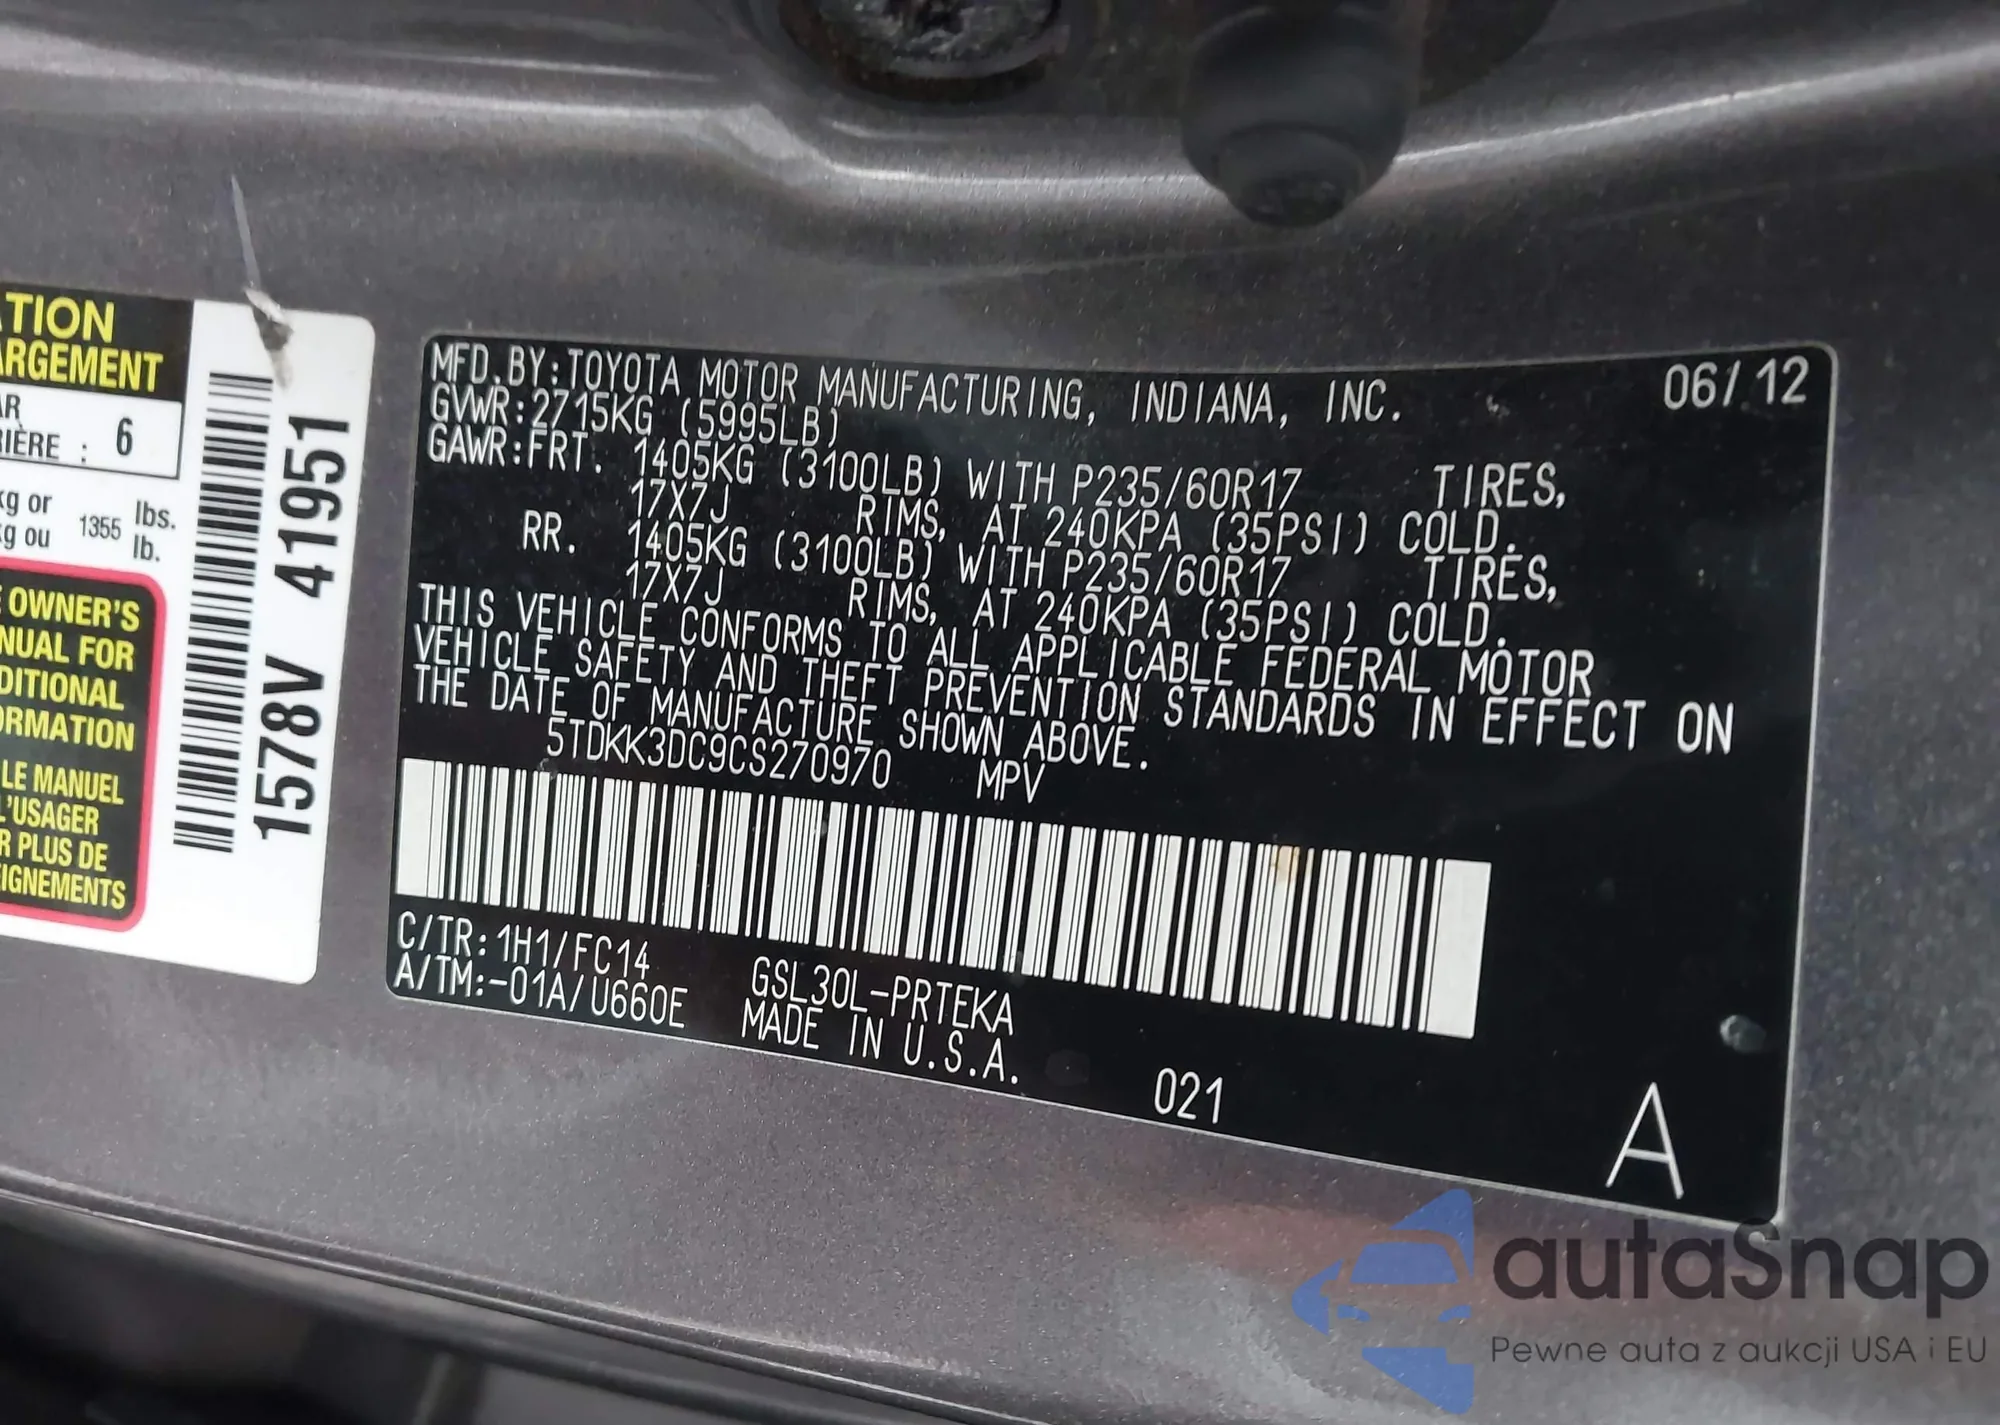 TION
ARGEMENT
AR
RIÈRE : 6
kg or
kg ou
1355
lbs.
lb.
OWNER'S
NUAL FOR
DITIONAL
ORMATION
LE MANUEL
L'USAGER
R PLUS DE
EIGNEMENTS
1578V 41951
MFD.BY:TOYOTA MOTOR MANUFACTURING, INDIANA, INC. 06/12
GVWR:2715KG (5995LB)
GAWR:FRT. 1405KG (3100LB) WITH P235/60R17 TIRES,
17X7J RIMS, AT 240KPA (35PSI) COLD.
RR. 1405KG (3100LB) WITH P235/60R17 TIRES,
17X7J RIMS, AT 240KPA (35PSI) COLD.
THIS VEHICLE CONFORMS TO ALL APPLICABLE FEDERAL MOTOR
VEHICLE SAFETY AND THEFT PREVENTION STANDARDS IN EFFECT ON
THE DATE OF MANUFACTURE SHOWN ABOVE.
5TDKK3DC9CS270970 MPV
C/TR:1H1/FC14
A/TM:-01A/U660E
GSL30L-PRTEKA
MADE IN U.S.A.
021
A
autaSnap
Pewne auta z aukcji USA i EU